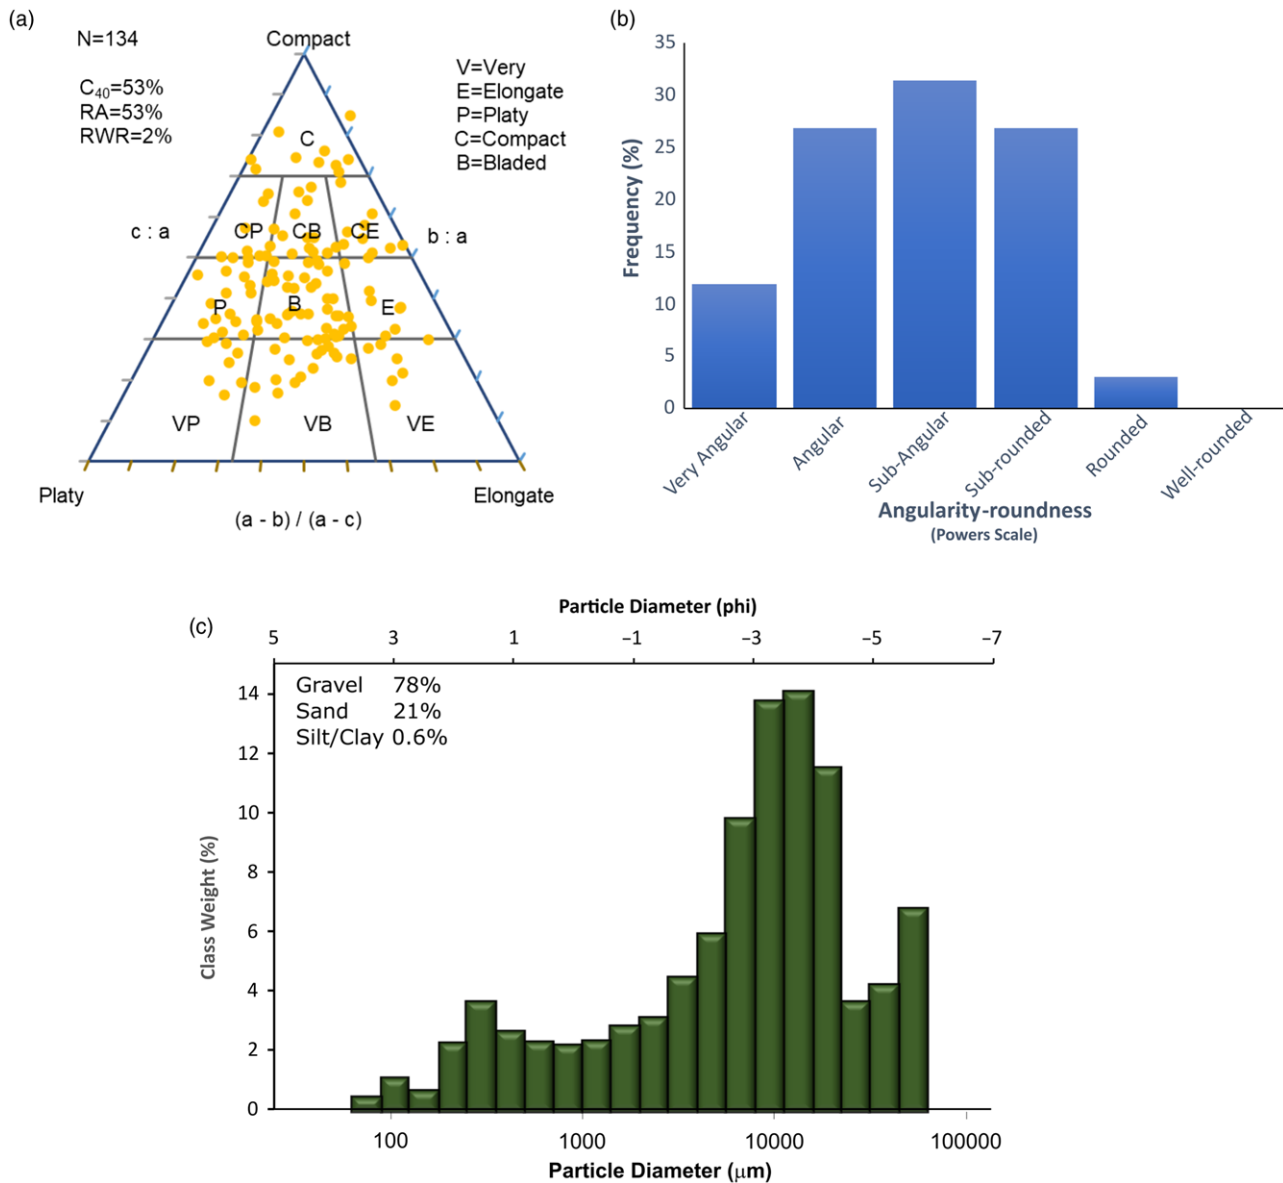 (a)
N=134
Compact
C₄₀=53%
RA=53%
RWR=2%
V=Very
E=Elongate
P=Platy
C=Compact
B=Bladed
C
c : a
CP
CB
CE
b : a
P
B
E
VP
VB
VE
Platy
Elongate
(a - b) / (a - c)
(b)
Frequency (%)
35
30
25
20
15
10
5
0
Very Angular
Angular
Sub-Angular
Sub-rounded
Rounded
Well-rounded
Angularity-roundness
(Powers Scale)
(c)
Particle Diameter (phi)
5 3 1 −1 −3 −5 −7
Gravel 78%
Sand 21%
Silt/Clay 0.6%
Class Weight (%)
14
12
10
8
6
4
2
0
100 1000 10000 100000
Particle Diameter (μm)